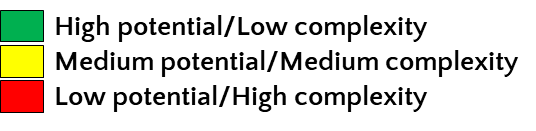 High potential/Low complexity
Medium potential/Medium complexity
Low potential/High complexity